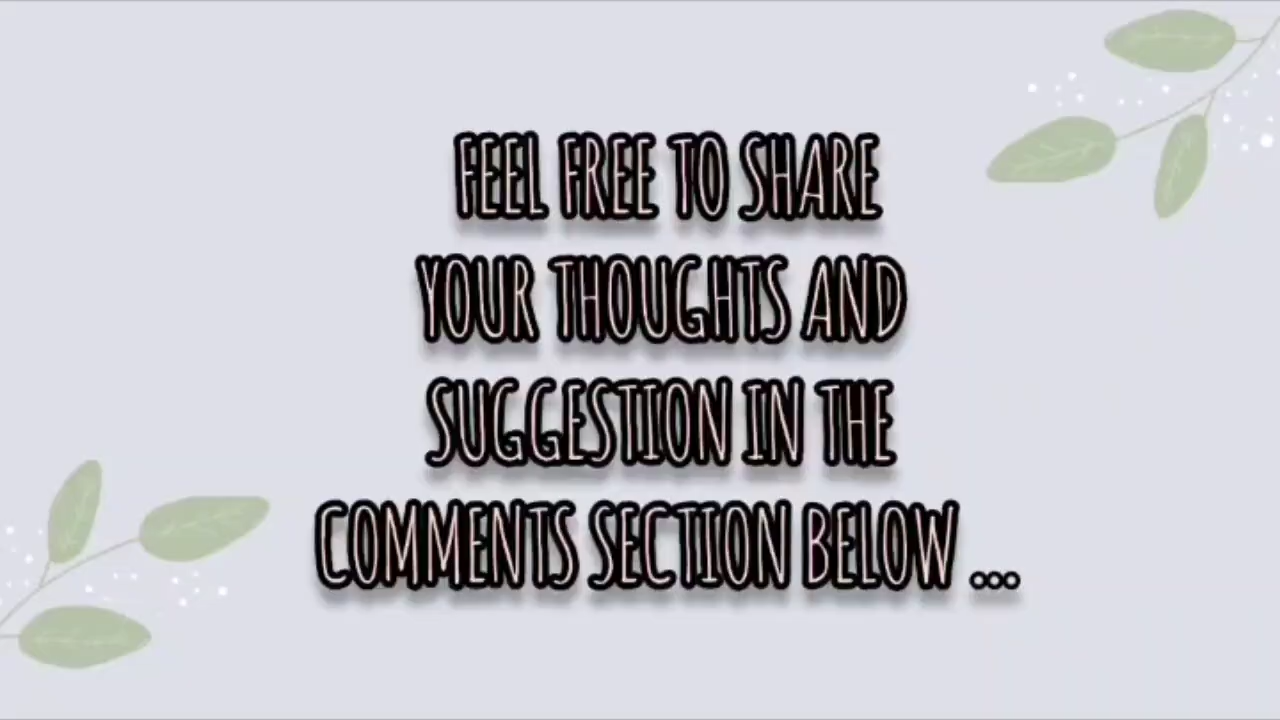 FEEL FREE TO SHARE
YOUR THOUGHTS AND
SUGGESTION IN THE
COMMENTS SECTION BELOW ...